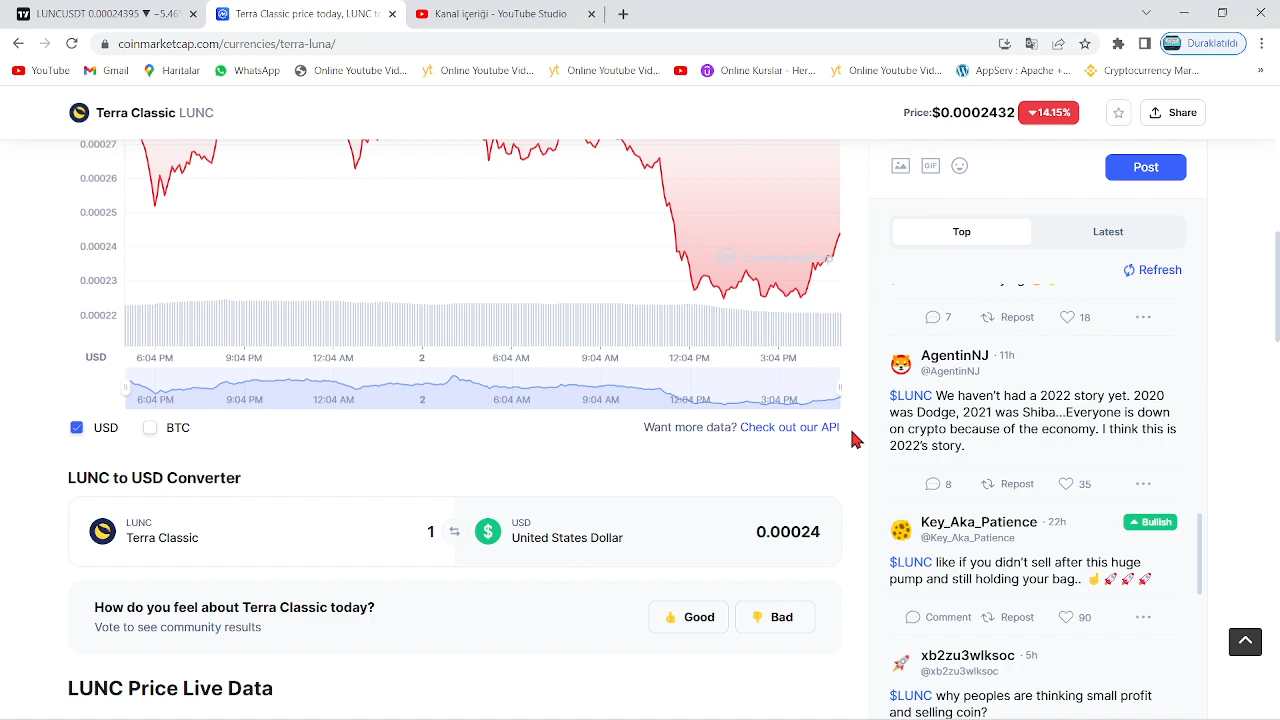 LUNCUSDT 0.00024395 ▼ −5.46%
Terra Classic price today, LUNC to
Kanal içeriği - YouTube Studio
coinmarketcap.com/currencies/terra-luna/
Duraklatıldı
YouTube
Gmail
Haritalar
WhatsApp
Online Youtube Vid...
Online Youtube Vid...
Online Youtube Vid...
Online Kurslar - Her...
Online Youtube Vid...
AppServ : Apache +...
Cryptocurrency Mar...
»
Terra Classic LUNC
Price:$0.0002432
14.15%
Share
0.00027
0.00026
0.00025
0.00024
0.00023
0.00022
CoinMarketCap
USD
6:04 PM
9:04 PM
12:04 AM
2
6:04 AM
9:04 AM
12:04 PM
3:04 PM
6:04 PM
9:04 PM
12:04 AM
2
6:04 AM
9:04 AM
12:04 PM
3:04 PM
USD
BTC
Want more data? Check out our API
LUNC to USD Converter
LUNC
Terra Classic
1
USD
United States Dollar
0.00024
How do you feel about Terra Classic today?
Vote to see community results
👍 Good
👎 Bad
LUNC Price Live Data
GIF
Post
Top
Latest
Refresh
7
Repost
18
AgentinNJ · 11h
@AgentinNJ
$LUNC We haven't had a 2022 story yet. 2020
was Dodge, 2021 was Shiba...Everyone is down
on crypto because of the economy. I think this is
2022's story.
8
Repost
35
Key_Aka_Patience · 22h
Bullish
@Key_Aka_Patience
$LUNC like if you didn't sell after this huge
pump and still holding your bag.. ☝️🚀🚀🚀
Comment
Repost
90
xb2zu3wlksoc · 5h
@xb2zu3wlksoc
$LUNC why peoples are thinking small profit
and selling coin?